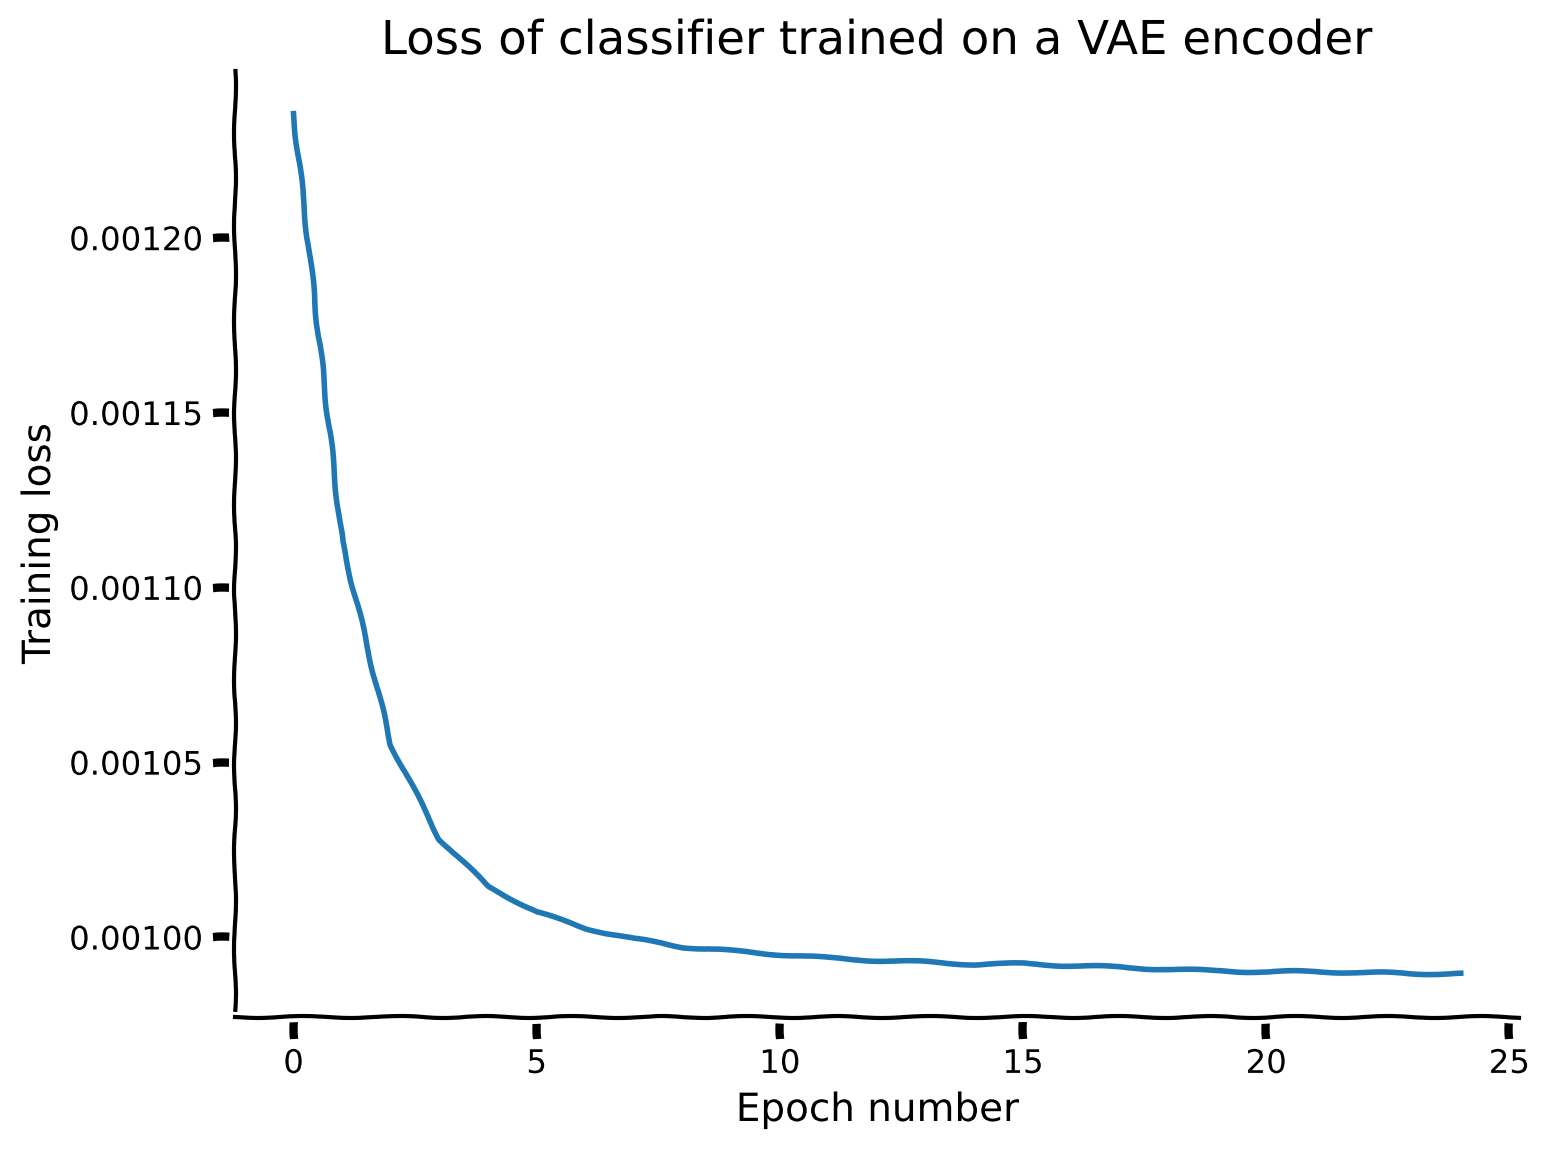 Loss of classifier trained on a VAE encoder
0.00120
0.00115
0.00110
0.00105
0.00100
Training loss
0 5 10 15 20 25
Epoch number